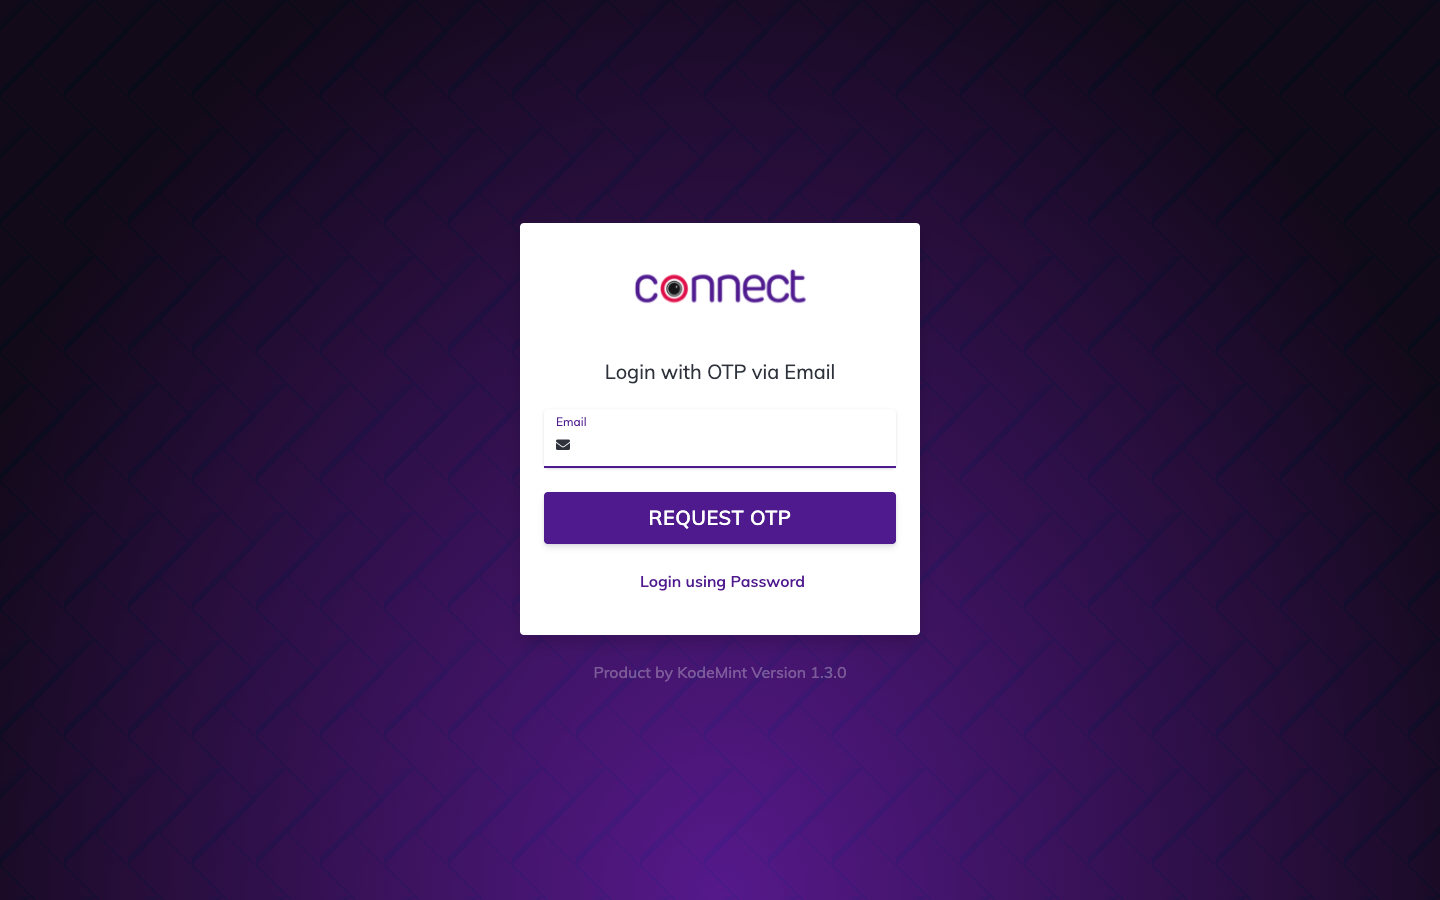 connect
Login with OTP via Email
Email
REQUEST OTP
Login using Password
Product by KodeMint Version 1.3.0